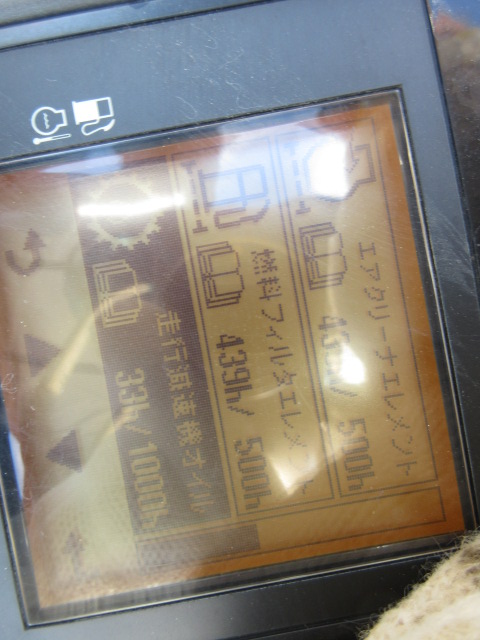 エアクリーナエレメント
43 h/ 500h
燃料フィルタエレメント
439h/ 500h
走行減速機オイル
33h/ 1000h